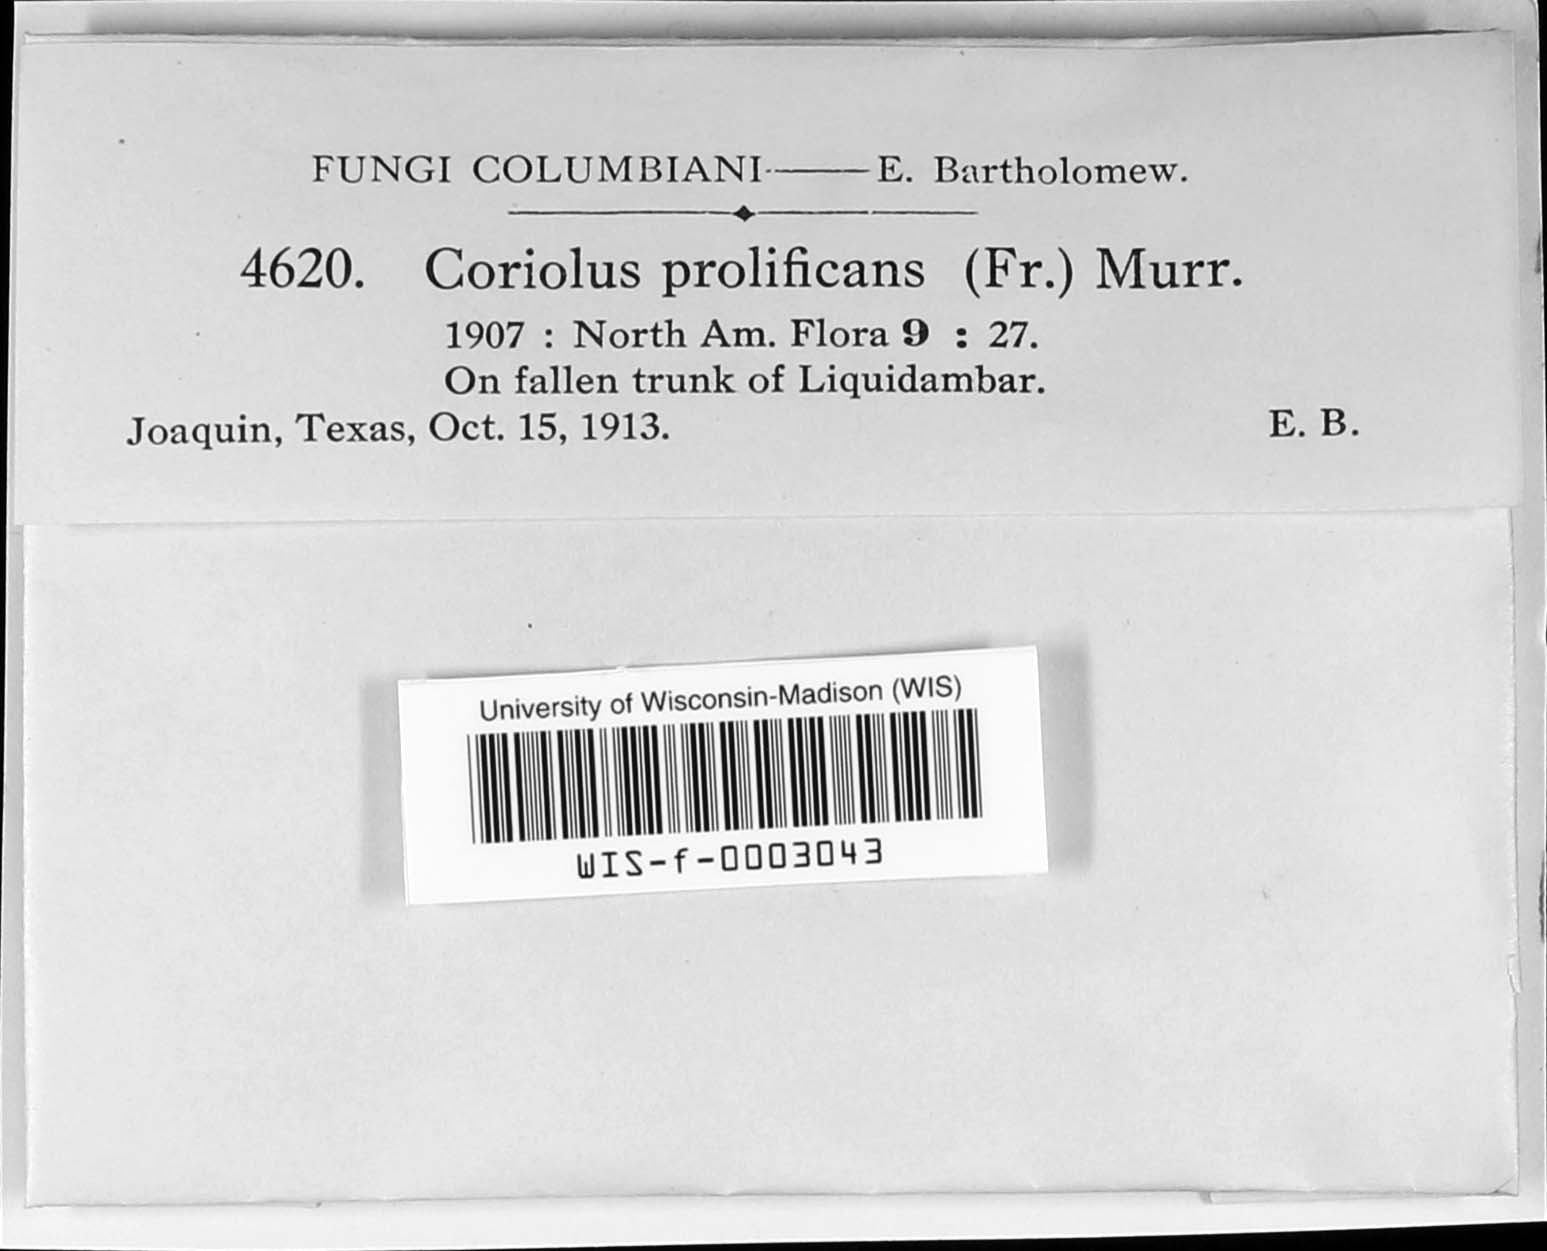 FUNGI COLUMBIANI——E. Bartholomew.
4620. Coriolus prolificans (Fr.) Murr.
1907 : North Am. Flora 9 : 27.
On fallen trunk of Liquidambar.
Joaquin, Texas, Oct. 15, 1913. E. B.
University of Wisconsin-Madison (WIS)
WIS-f-0003043